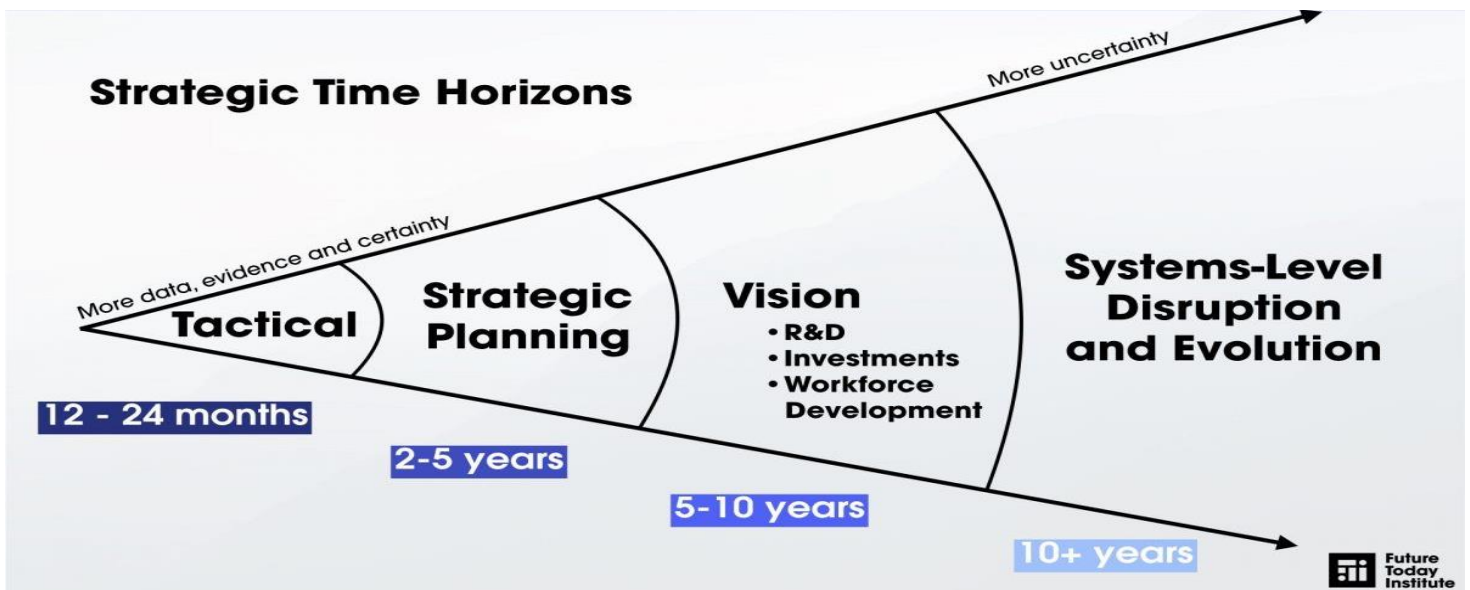 Strategic Time Horizons
More uncertainty
More data, evidence and certainty
Tactical
Strategic
Planning
Vision
• R&D
• Investments
• Workforce
Development
Systems-Level
Disruption
and Evolution
12 - 24 months
2-5 years
5-10 years
10+ years
Future
Today
Institute